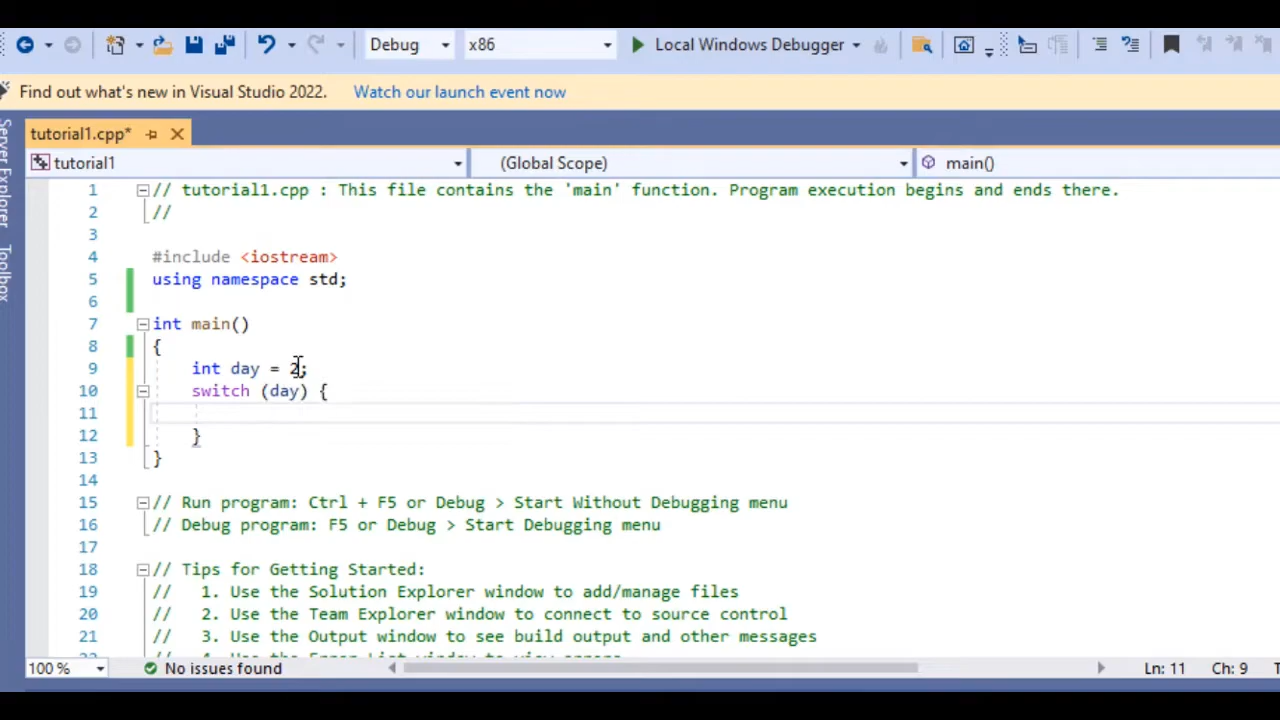 Debug x86 Local Windows Debugger
Find out what's new in Visual Studio 2022. Watch our launch event now
Server Explorer
Toolbox
tutorial1.cpp*
tutorial1 (Global Scope) main()
1 // tutorial1.cpp : This file contains the 'main' function. Program execution begins and ends there.
2 //
3
4 #include <iostream>
5 using namespace std;
6
7 int main()
8 {
9 int day = 2;
10 switch (day) {
11
12 }
13 }
14
15 // Run program: Ctrl + F5 or Debug > Start Without Debugging menu
16 // Debug program: F5 or Debug > Start Debugging menu
17
18 // Tips for Getting Started:
19 // 1. Use the Solution Explorer window to add/manage files
20 // 2. Use the Team Explorer window to connect to source control
21 // 3. Use the Output window to see build output and other messages
100 % No issues found Ln: 11 Ch: 9